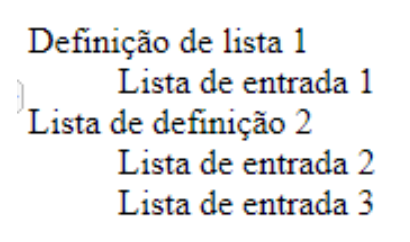 Definição de lista 1
Lista de entrada 1
Lista de definição 2
Lista de entrada 2
Lista de entrada 3